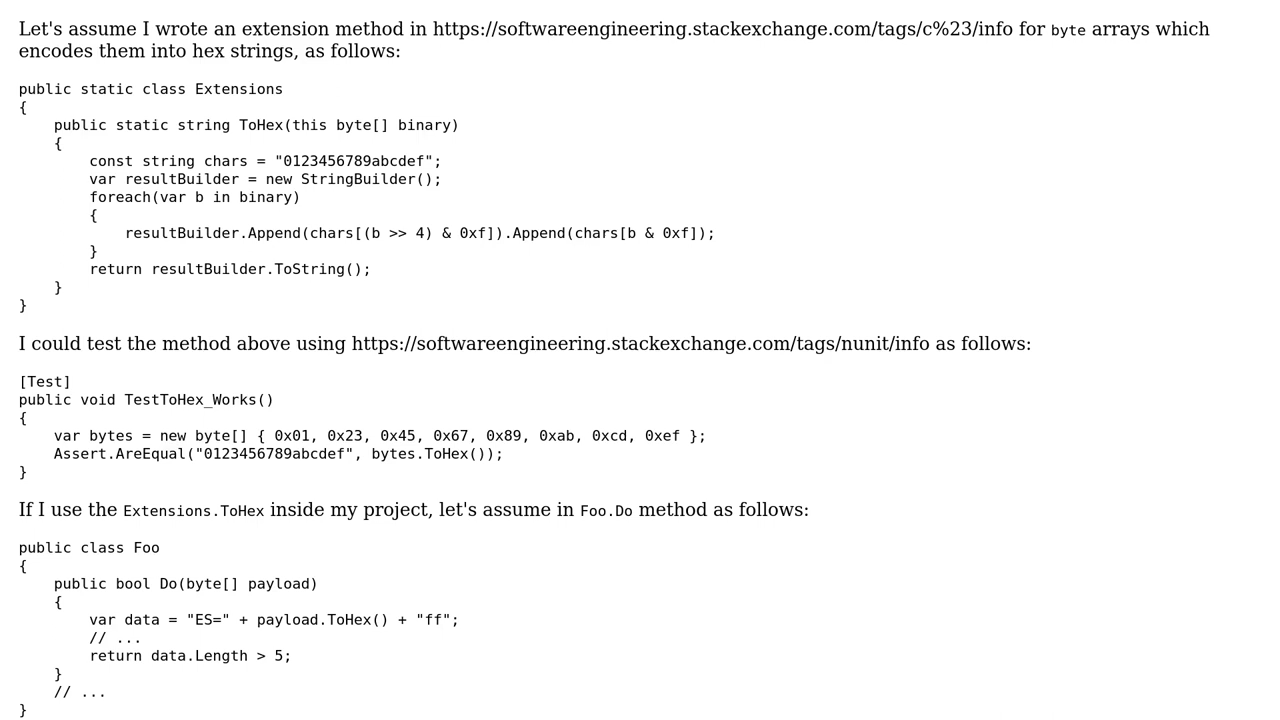 Let's assume I wrote an extension method in https://softwareengineering.stackexchange.com/tags/c%23/info for byte arrays which
encodes them into hex strings, as follows:
public static class Extensions
{
    public static string ToHex(this byte[] binary)
    {
        const string chars = "0123456789abcdef";
        var resultBuilder = new StringBuilder();
        foreach(var b in binary)
        {
            resultBuilder.Append(chars[(b >> 4) & 0xf]).Append(chars[b & 0xf]);
        }
        return resultBuilder.ToString();
    }
}
I could test the method above using https://softwareengineering.stackexchange.com/tags/nunit/info as follows:
[Test]
public void TestToHex_Works()
{
    var bytes = new byte[] { 0x01, 0x23, 0x45, 0x67, 0x89, 0xab, 0xcd, 0xef };
    Assert.AreEqual("0123456789abcdef", bytes.ToHex());
}
If I use the Extensions.ToHex inside my project, let's assume in Foo.Do method as follows:
public class Foo
{
    public bool Do(byte[] payload)
    {
        var data = "ES=" + payload.ToHex() + "ff";
        // ...
        return data.Length > 5;
    }
    // ...
}